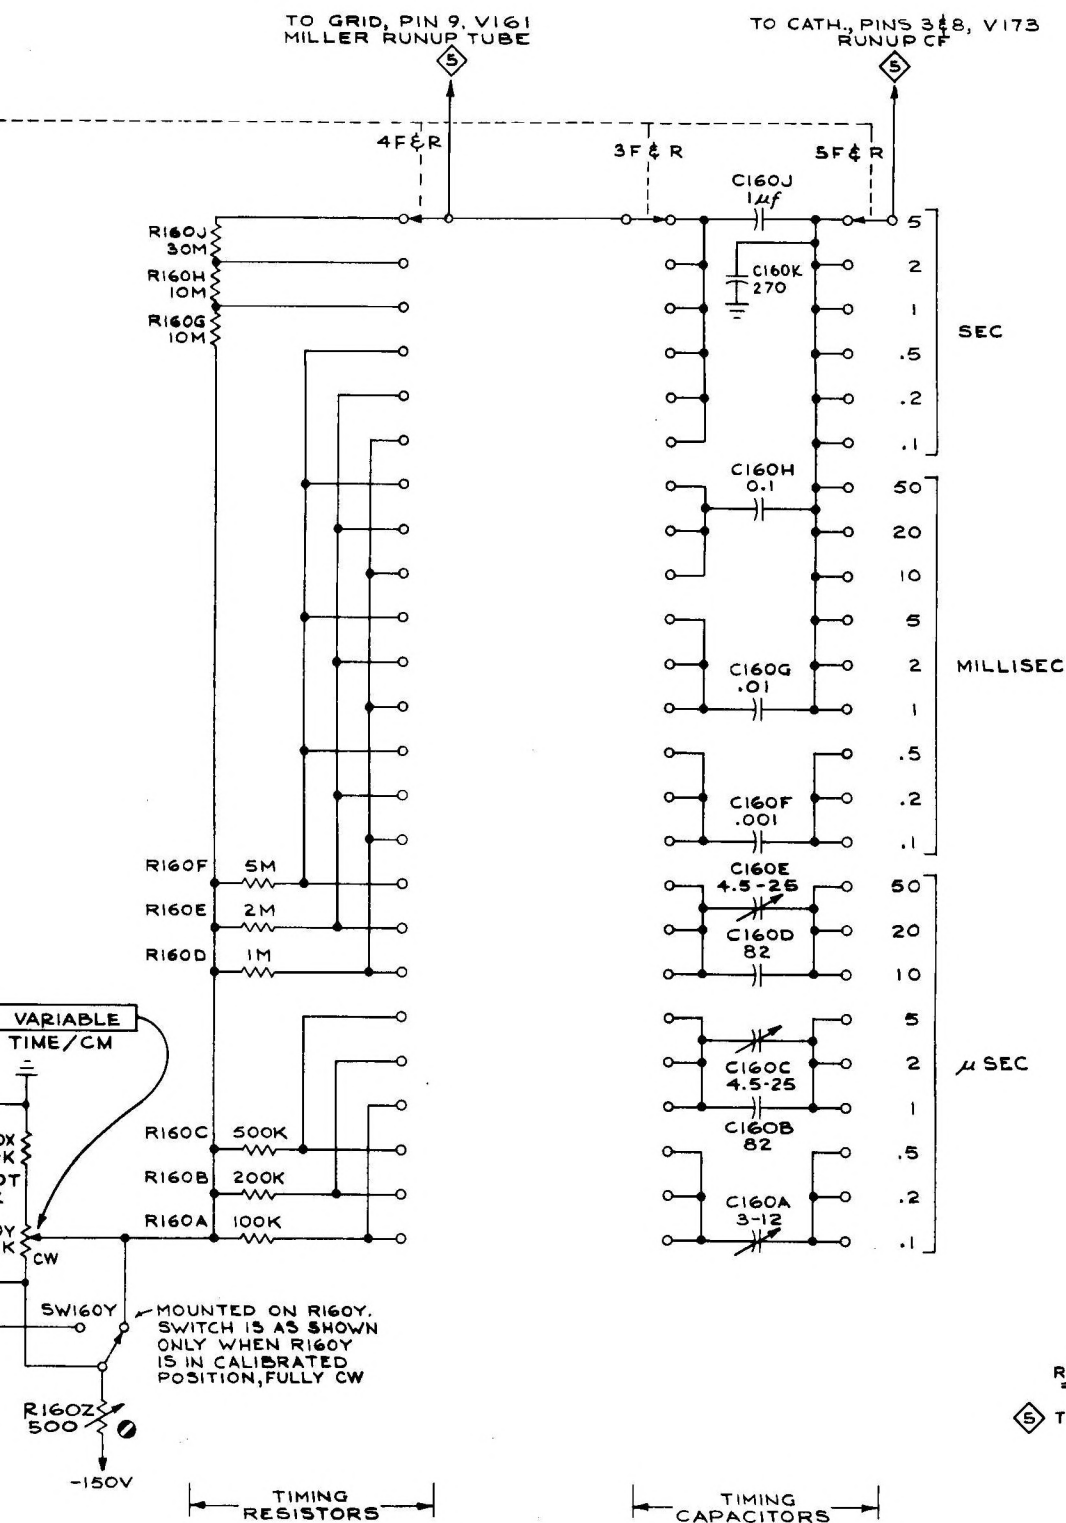 TO GRID, PIN 9, V161
MILLER RUNUP TUBE
5
TO CATH., PINS 3&8, V173
RUNUP CF
5
4F&R
3F & R
5F & R
C160J
1μf
C160K
270
R160J
30M
R160H
10M
R160G
10M
5
2
1
.5
.2
.1
SEC
C160H
0.1
50
20
10
5
2
1
.5
.2
.1
MILLISEC
C160G
.01
C160F
.001
R160F 5M
R160E 2M
R160D 1M
C160E
4.5-25
C160D
82
50
20
10
5
2
1
.5
.2
.1
μ SEC
C160C
4.5-25
C160B
82
C160A
3-12
VARIABLE
TIME/CM
R160C 500K
R160B 200K
R160A 100K
CW
SW160Y
MOUNTED ON R160Y.
SWITCH IS AS SHOWN
ONLY WHEN R160Y
IS IN CALIBRATED
POSITION, FULLY CW
R160Z
500
-150V
5 T
R
TIMING
RESISTORS
TIMING
CAPACITORS